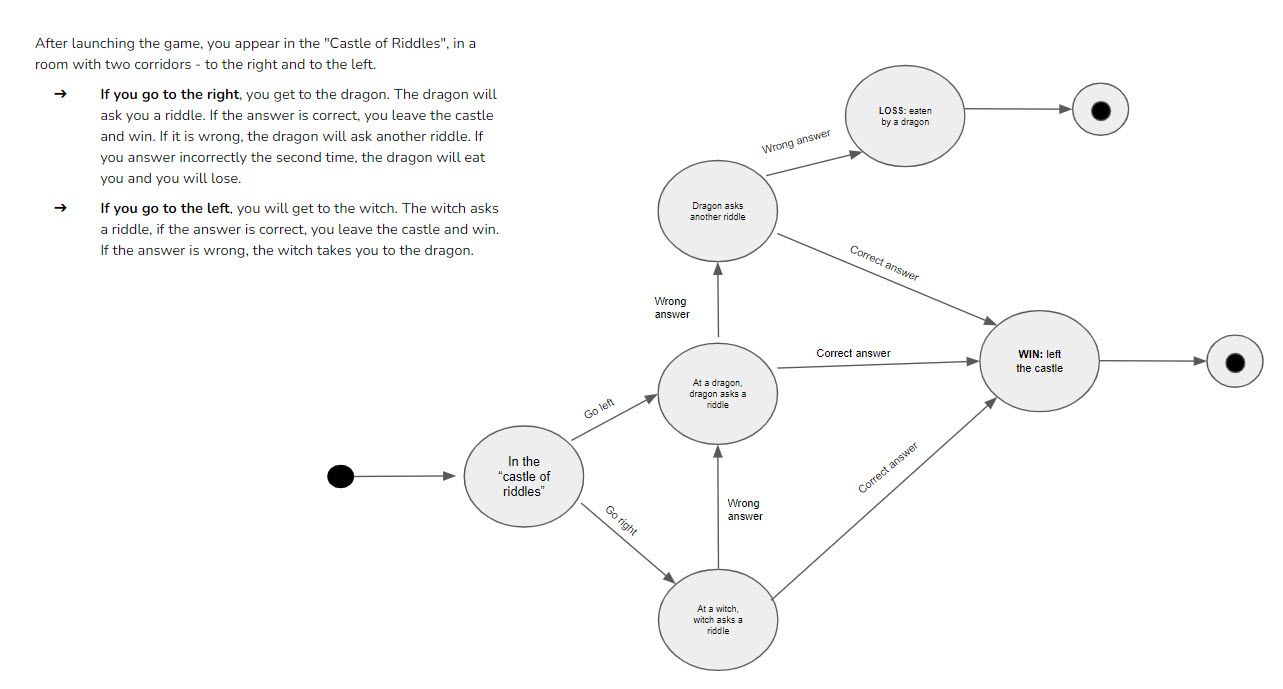 After launching the game, you appear in the "Castle of Riddles", in a
room with two corridors - to the right and to the left.
➔ If you go to the right, you get to the dragon. The dragon will
ask you a riddle. If the answer is correct, you leave the castle
and win. If it is wrong, the dragon will ask another riddle. If
you answer incorrectly the second time, the dragon will eat
you and you will lose.
➔ If you go to the left, you will get to the witch. The witch asks
a riddle, if the answer is correct, you leave the castle and win.
If the answer is wrong, the witch takes you to the dragon.
LOSS: eaten
by a dragon
Wrong answer
Dragon asks
another riddle
Correct answer
Wrong
answer
Correct answer
WIN: left
the castle
At a dragon,
dragon asks a
riddle
Go left
In the
“castle of
riddles”
Correct answer
Wrong
answer
Go right
At a witch,
witch asks a
riddle